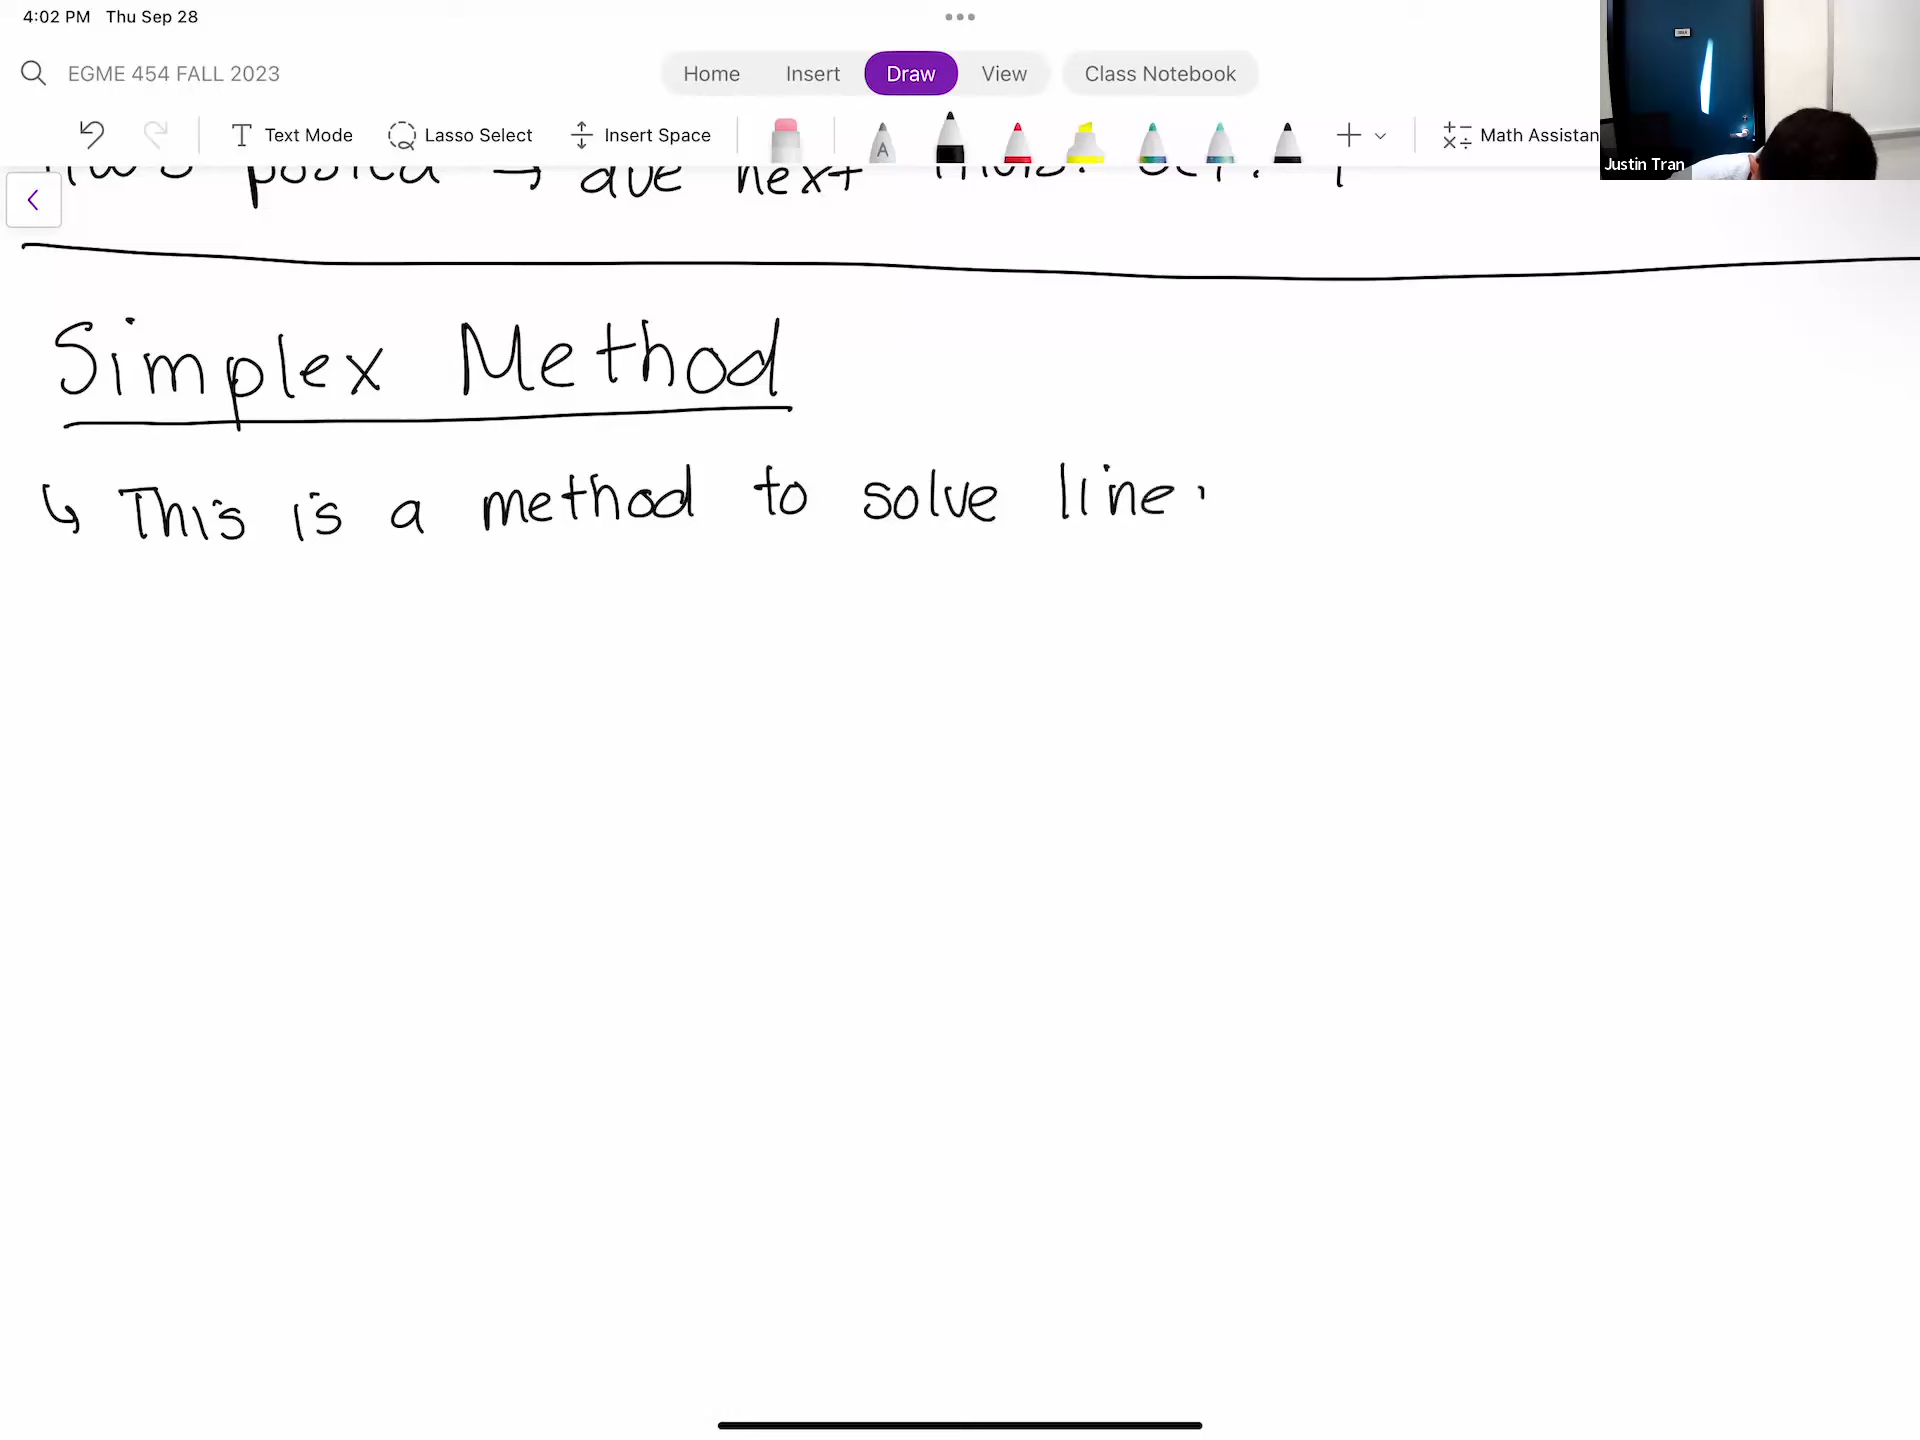 4:02 PM Thu Sep 28
EGME 454 FALL 2023
Home Insert Draw View Class Notebook
Text Mode Lasso Select Insert Space A Math Assistan
Justin Tran
posted → due next
Simplex Method
↳ This is a method to solve line